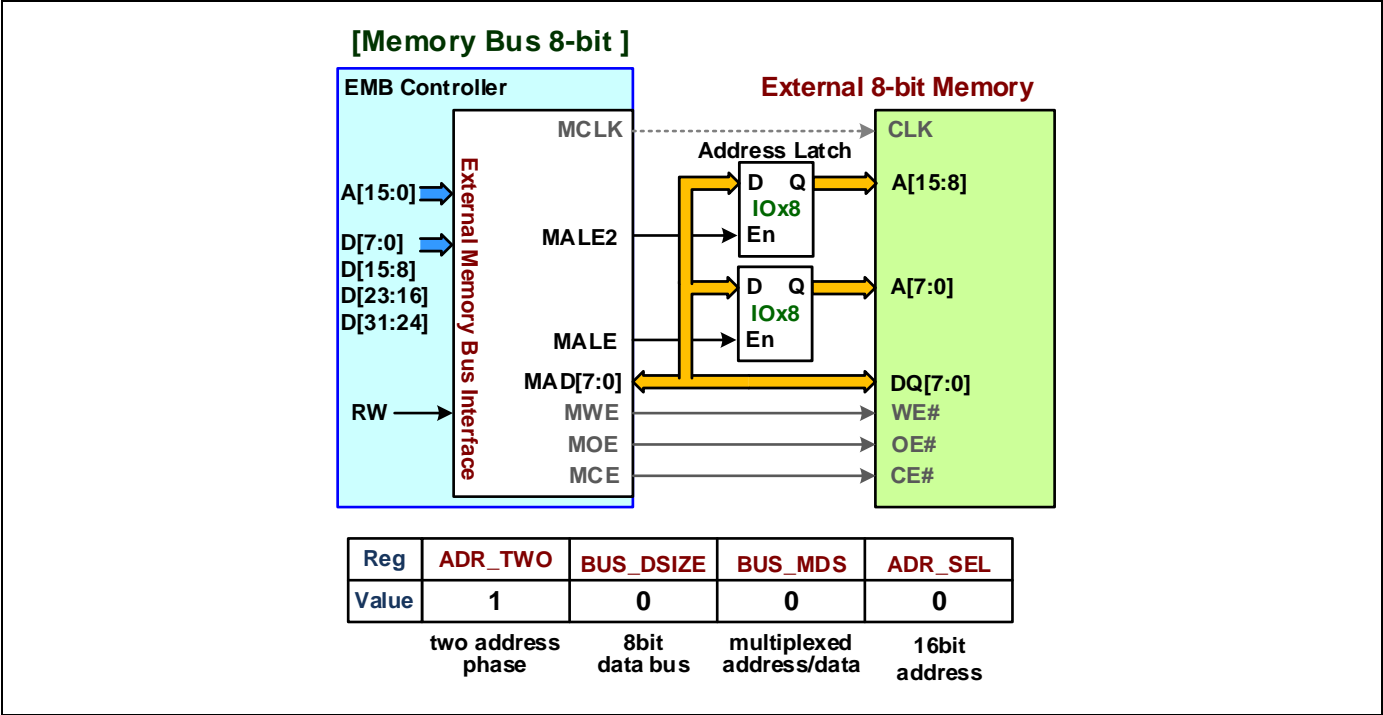 [Memory Bus 8-bit ]
EMB Controller
External 8-bit Memory
MCLK
CLK
Address Latch
A[15:0]
External Memory Bus Interface
D Q
IOx8
En
A[15:8]
MALE2
D[7:0]
D[15:8]
D[23:16]
D[31:24]
D Q
IOx8
En
A[7:0]
MALE
MAD[7:0]
DQ[7:0]
RW
MWE
WE#
MOE
OE#
MCE
CE#
Reg ADR_TWO BUS_DSIZE BUS_MDS ADR_SEL
Value 1 0 0 0
two address
phase
8bit
data bus
multiplexed
address/data
16bit
address